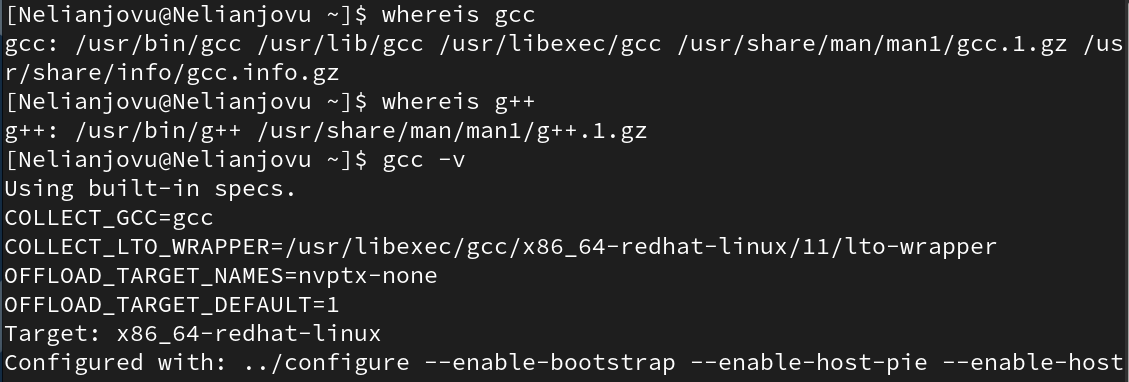 [Nelianjovu@Nelianjovu ~]$ whereis gcc
gcc: /usr/bin/gcc /usr/lib/gcc /usr/libexec/gcc /usr/share/man/man1/gcc.1.gz /us
r/share/info/gcc.info.gz
[Nelianjovu@Nelianjovu ~]$ whereis g++
g++: /usr/bin/g++ /usr/share/man/man1/g++.1.gz
[Nelianjovu@Nelianjovu ~]$ gcc -v
Using built-in specs.
COLLECT_GCC=gcc
COLLECT_LTO_WRAPPER=/usr/libexec/gcc/x86_64-redhat-linux/11/lto-wrapper
OFFLOAD_TARGET_NAMES=nvptx-none
OFFLOAD_TARGET_DEFAULT=1
Target: x86_64-redhat-linux
Configured with: ../configure --enable-bootstrap --enable-host-pie --enable-host